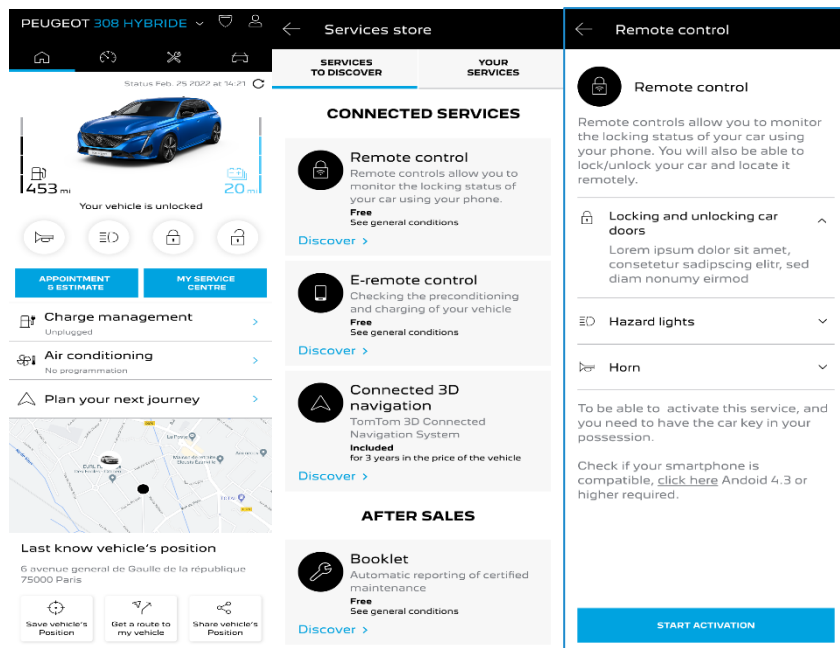 PEUGEOT 308 HYBRIDE
Status Feb. 25 2022 at 14:21
453 mi
20 mi
Your vehicle is unlocked
APPOINTMENT
& ESTIMATE
MY SERVICE
CENTRE
Charge management
Unplugged
Air conditioning
No programmation
Plan your next journey
Last know vehicle's position
6 avenue general de Gaulle de la république
75000 Paris
Save vehicle's
Position
Get a route to
my vehicle
Share vehicle's
Position
Services store
SERVICES
TO DISCOVER
YOUR
SERVICES
CONNECTED SERVICES
Remote control
Remote controls allow you to
monitor the locking status of
your car using your phone.
Free
See general conditions
Discover >
E-remote control
Checking the preconditioning
and charging of your vehicle
Free
See general conditions
Discover >
Connected 3D
navigation
TomTom 3D Connected
Navigation System
Included
for 3 years in the price of the vehicle
Discover >
AFTER SALES
Booklet
Automatic reporting of certified
maintenance
Free
See general conditions
Discover >
Remote control
Remote control
Remote controls allow you to monitor
the locking status of your car using
your phone. You will also be able to
lock/unlock your car and locate it
remotely.
Locking and unlocking car
doors
Lorem ipsum dolor sit amet,
consetetur sadipscing elitr, sed
diam nonumy eirmod
Hazard lights
Horn
To be able to activate this service, and
you need to have the car key in your
possession.
Check if your smartphone is
compatible, click here Andoid 4.3 or
higher required.
START ACTIVATION